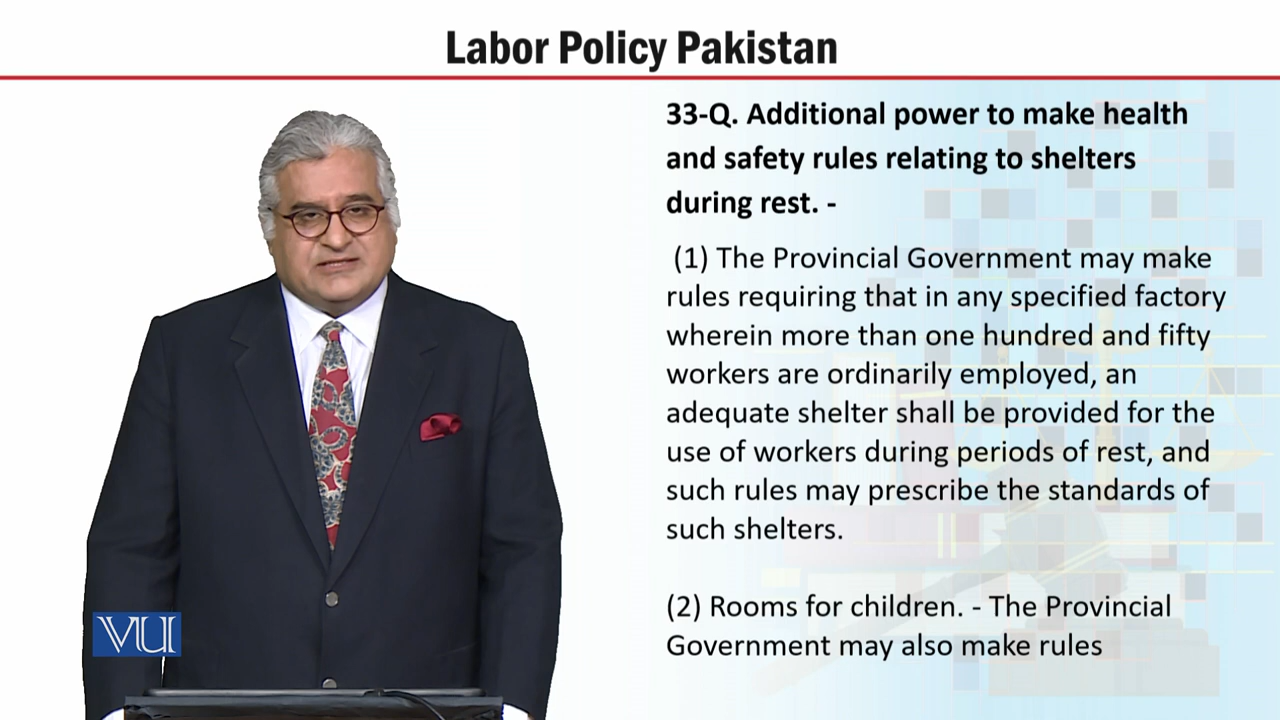 Labor Policy Pakistan
33-Q. Additional power to make health
and safety rules relating to shelters
during rest. -
(1) The Provincial Government may make
rules requiring that in any specified factory
wherein more than one hundred and fifty
workers are ordinarily employed, an
adequate shelter shall be provided for the
use of workers during periods of rest, and
such rules may prescribe the standards of
such shelters.
(2) Rooms for children. - The Provincial
Government may also make rules
VU